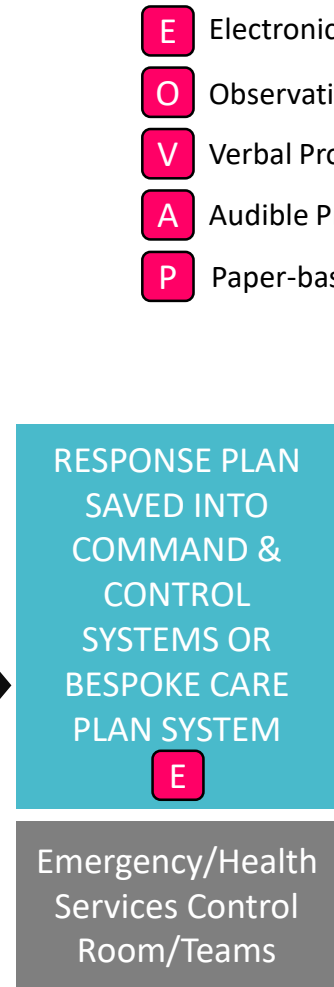 E Electronic
O Observati
V Verbal Pro
A Audible P
P Paper-bas
RESPONSE PLAN
SAVED INTO
COMMAND &
CONTROL
SYSTEMS OR
BESPOKE CARE
PLAN SYSTEM
E
Emergency/Health
Services Control
Room/Teams